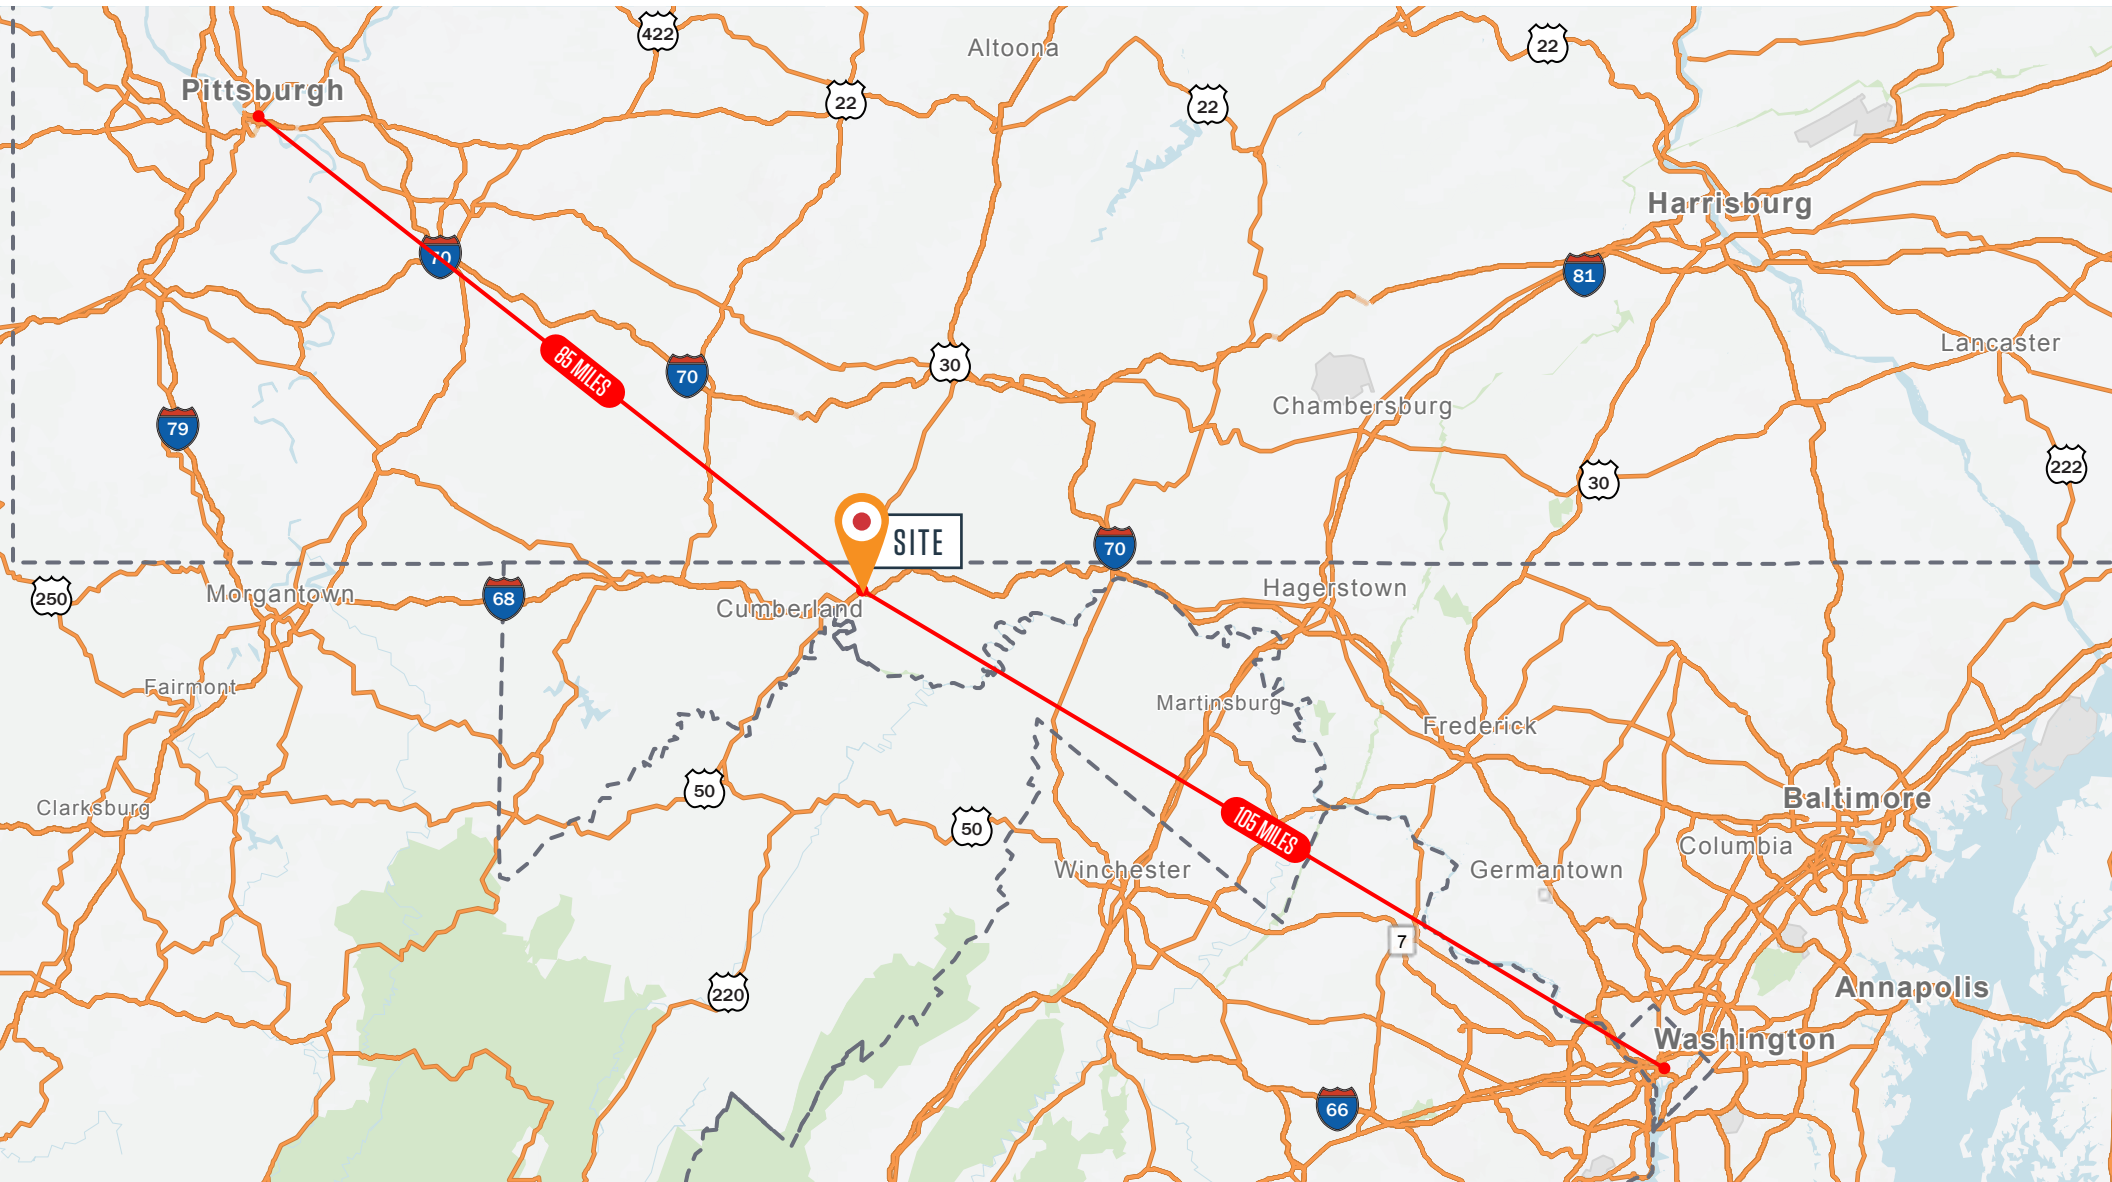 422
Altoona
22
Pittsburgh
22
22
Harrisburg
70
81
Lancaster
85 MILES
30
70
Chambersburg
79
222
30
SITE
70
250
Morgantown
68
Hagerstown
Cumberland
Fairmont
Martinsburg
Frederick
50
Clarksburg
Baltimore
50
105 MILES
Columbia
Winchester
Germantown
7
220
Annapolis
Washington
66